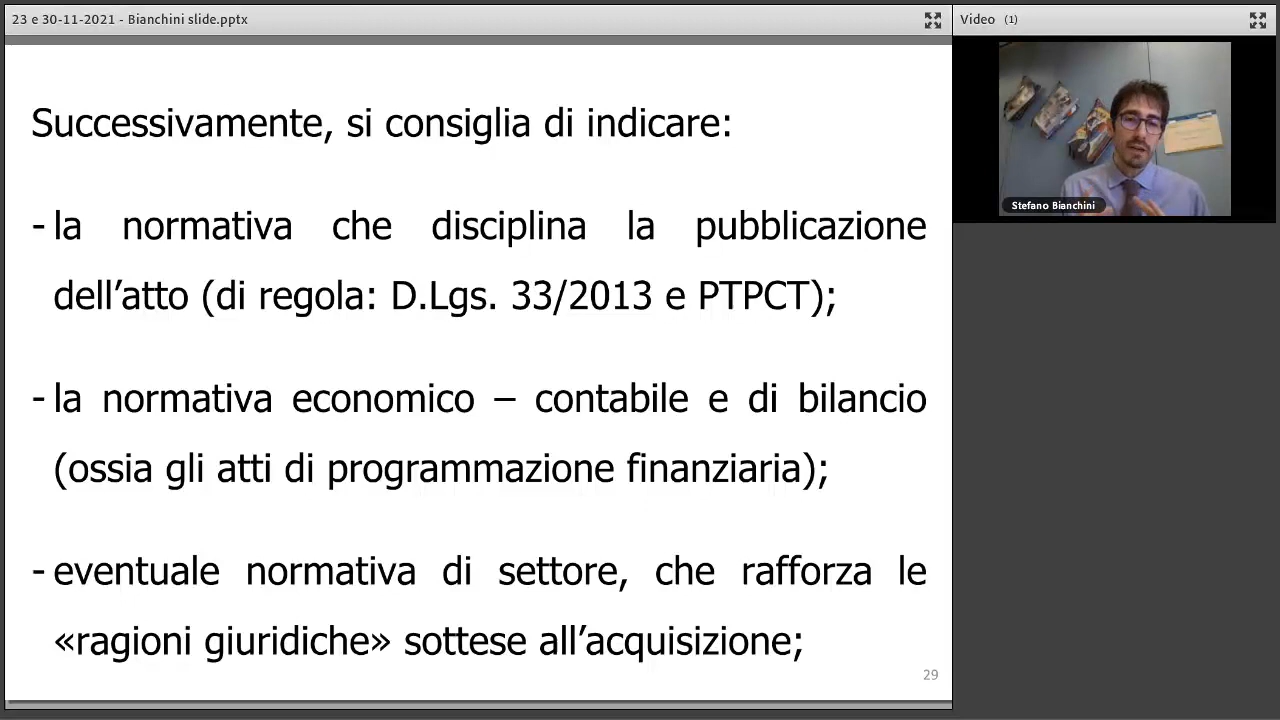 23 e 30-11-2021 - Bianchini slide.pptx
Video (1)
Successivamente, si consiglia di indicare:
- la normativa che disciplina la pubblicazione
dell’atto (di regola: D.Lgs. 33/2013 e PTPCT);
- la normativa economico – contabile e di bilancio
(ossia gli atti di programmazione finanziaria);
- eventuale normativa di settore, che rafforza le
«ragioni giuridiche» sottese all’acquisizione;
29
Stefano Bianchini